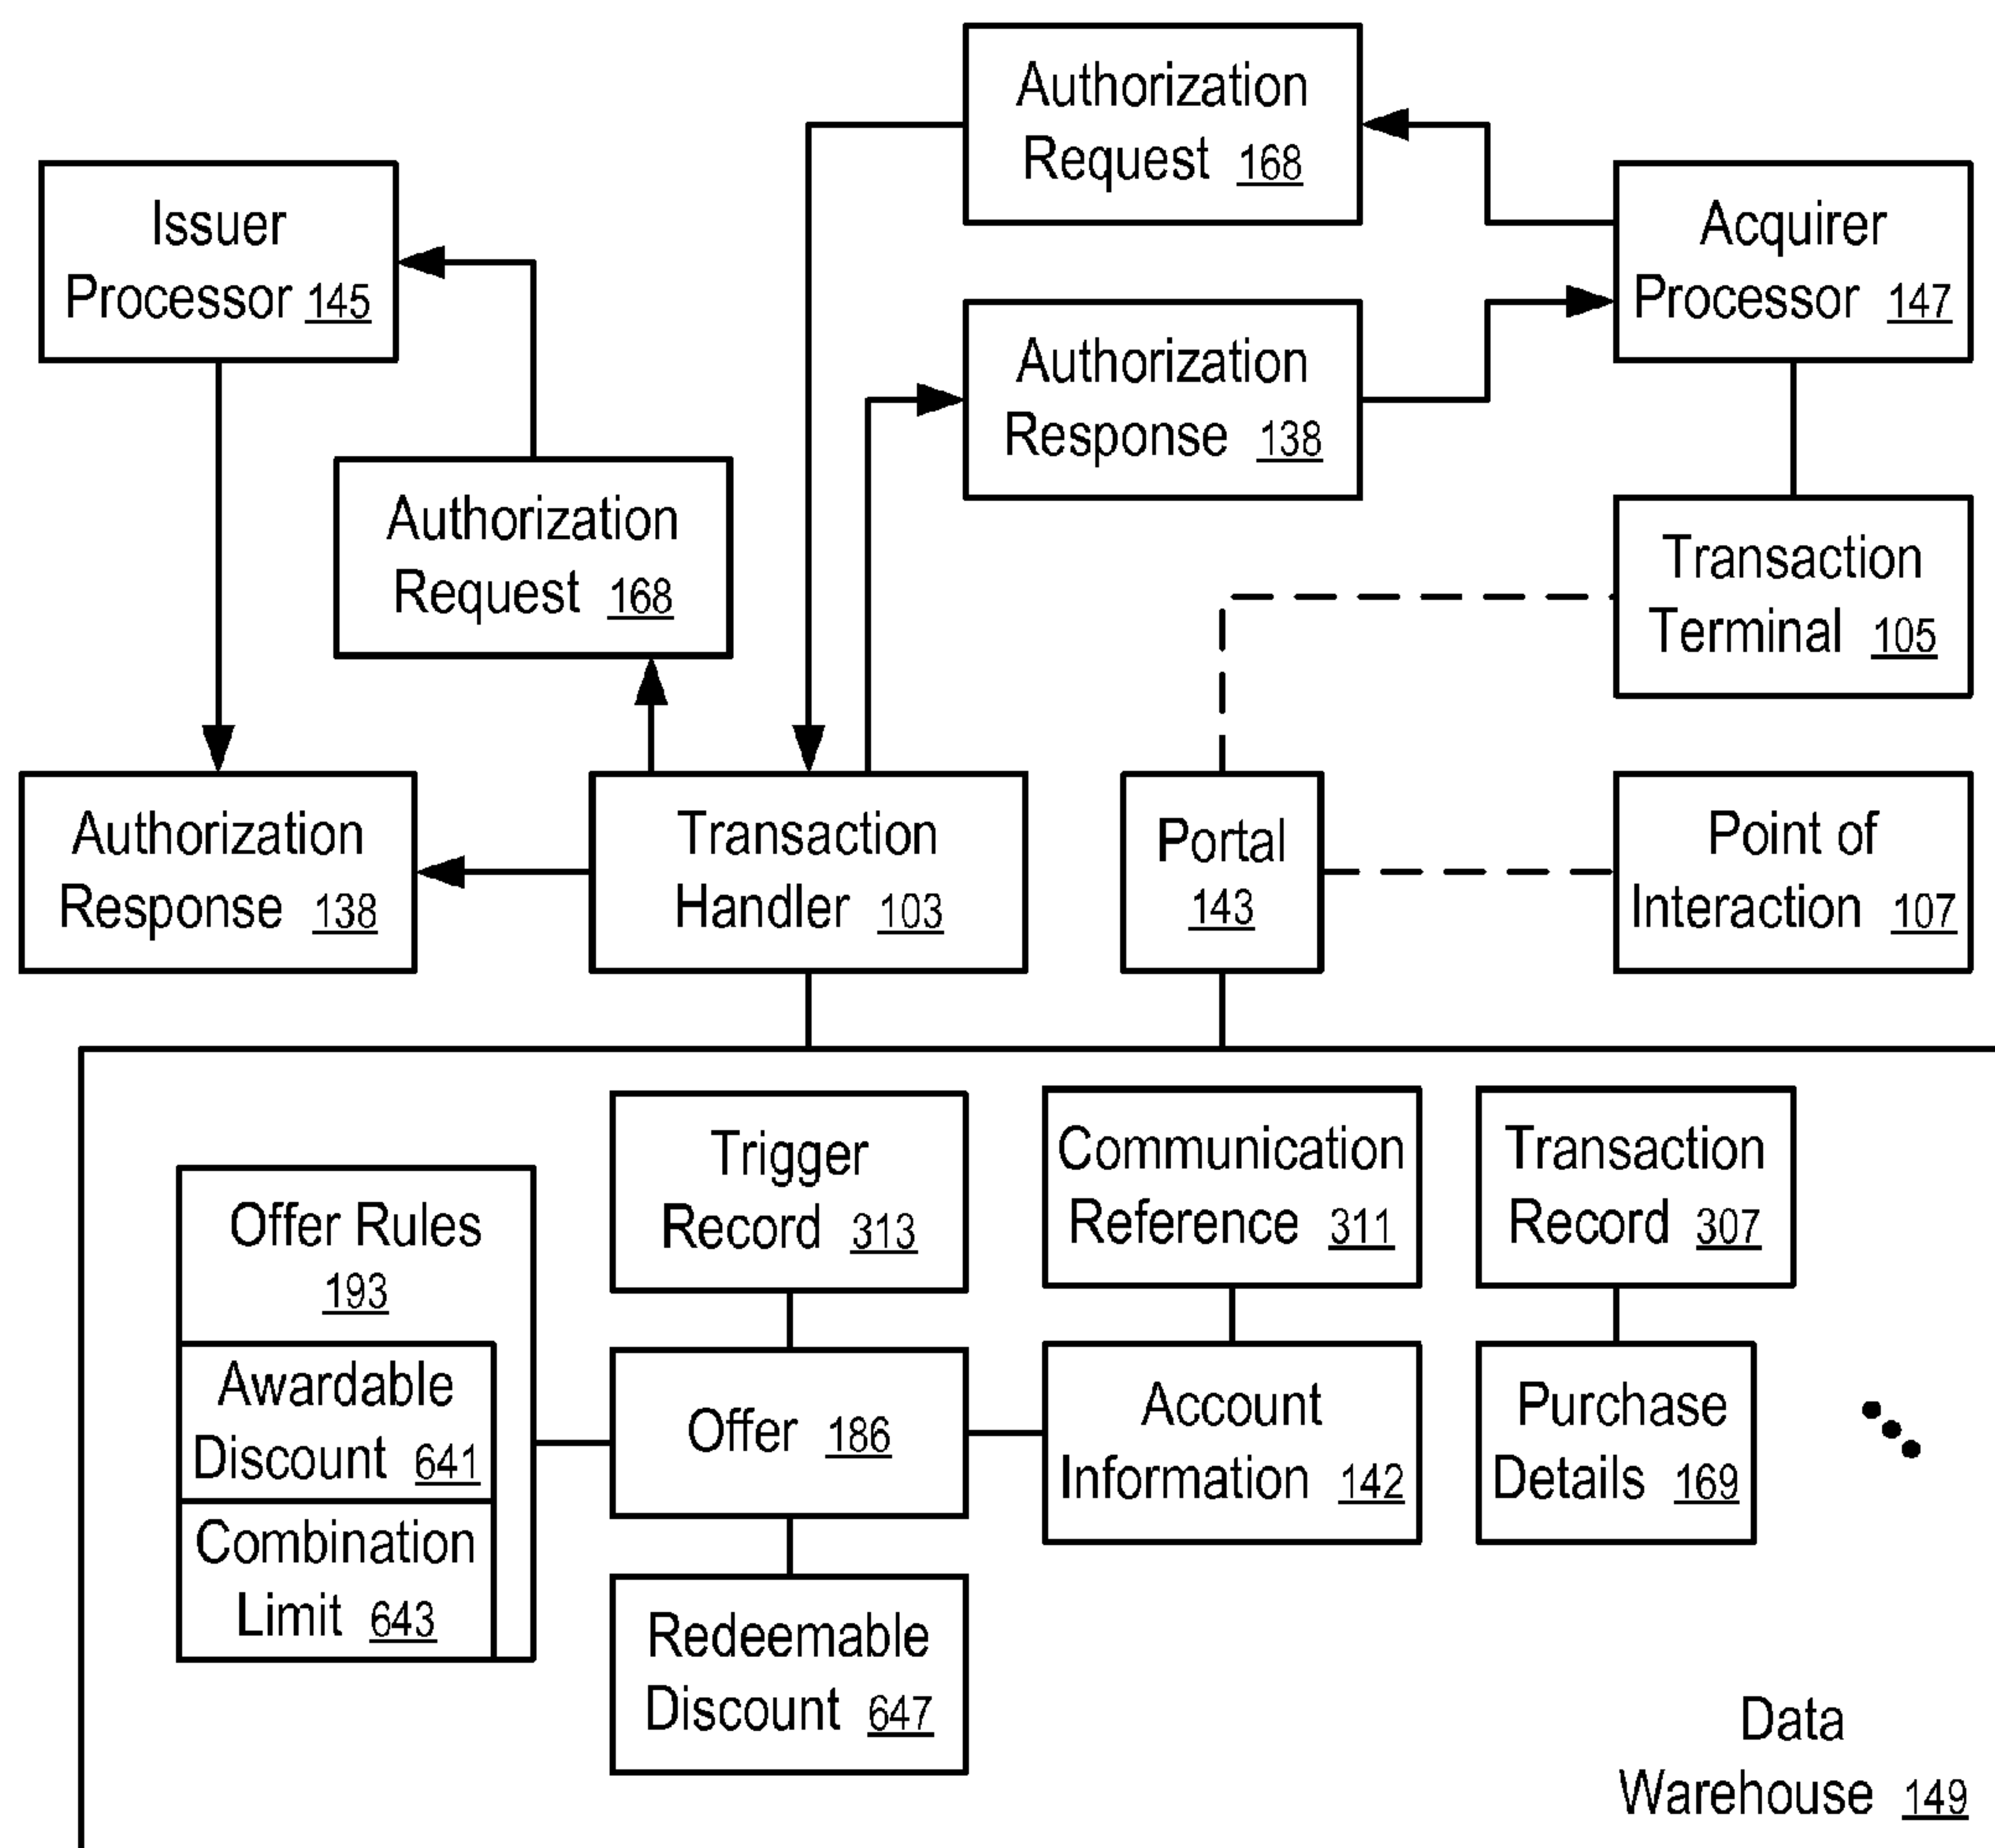 Authorization
Request 168
Issuer
Processor 145
Acquirer
Processor 147
Authorization
Response 138
Authorization
Request 168
Transaction
Terminal 105
Authorization
Response 138
Transaction
Handler 103
Portal
143
Point of
Interaction 107
Trigger
Record 313
Communication
Reference 311
Transaction
Record 307
Offer Rules
193
Awardable
Discount 641
Combination
Limit 643
Offer 186
Account
Information 142
Purchase
Details 169
Redeemable
Discount 647
Data
Warehouse 149